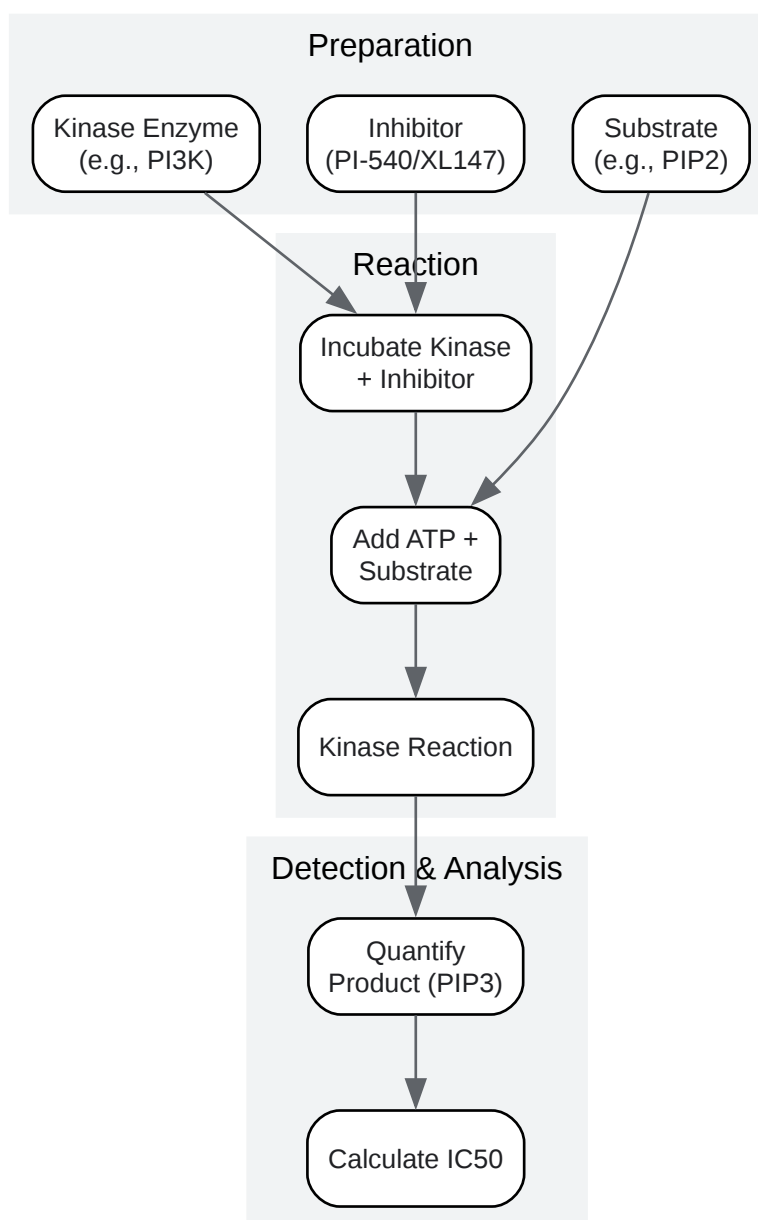 Preparation
Kinase Enzyme
(e.g., PI3K)
Inhibitor
(PI-540/XL147)
Substrate
(e.g., PIP2)
Reaction
Incubate Kinase
+ Inhibitor
Add ATP +
Substrate
Kinase Reaction
Detection & Analysis
Quantify
Product (PIP3)
Calculate IC50